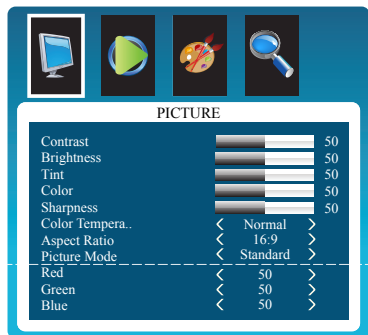 PICTURE
Contrast 50
Brightness 50
Tint 50
Color 50
Sharpness 50
Color Tempera.. Normal
Aspect Ratio 16:9
Picture Mode Standard
Red 50
Green 50
Blue 50